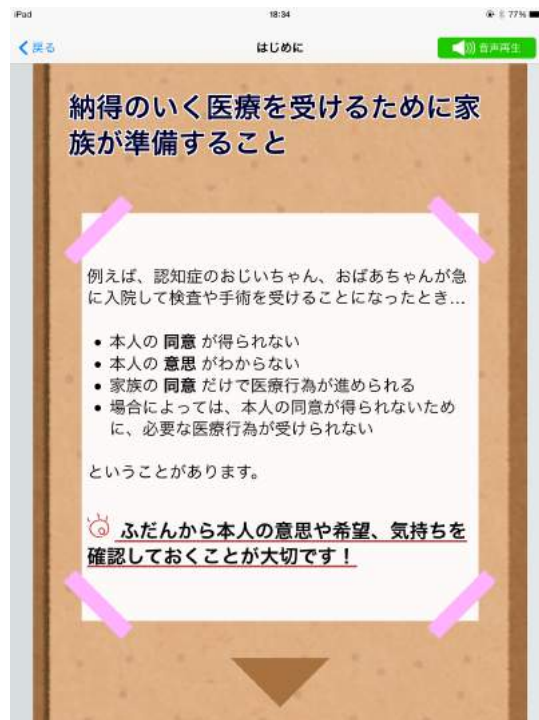 iPad
18:34
77%
戻る
はじめに
音声再生
納得のいく医療を受けるために家
族が準備すること
例えば、認知症のおじいちゃん、おばあちゃんが急
に入院して検査や手術を受けることになったとき…
• 本人の 同意 が得られない
• 本人の 意思 がわからない
• 家族の 同意 だけで医療行為が進められる
• 場合によっては、本人の同意が得られないため
に、必要な医療行為が受けられない
ということがあります。
ふだんから本人の意思や希望、気持ちを
確認しておくことが大切です！